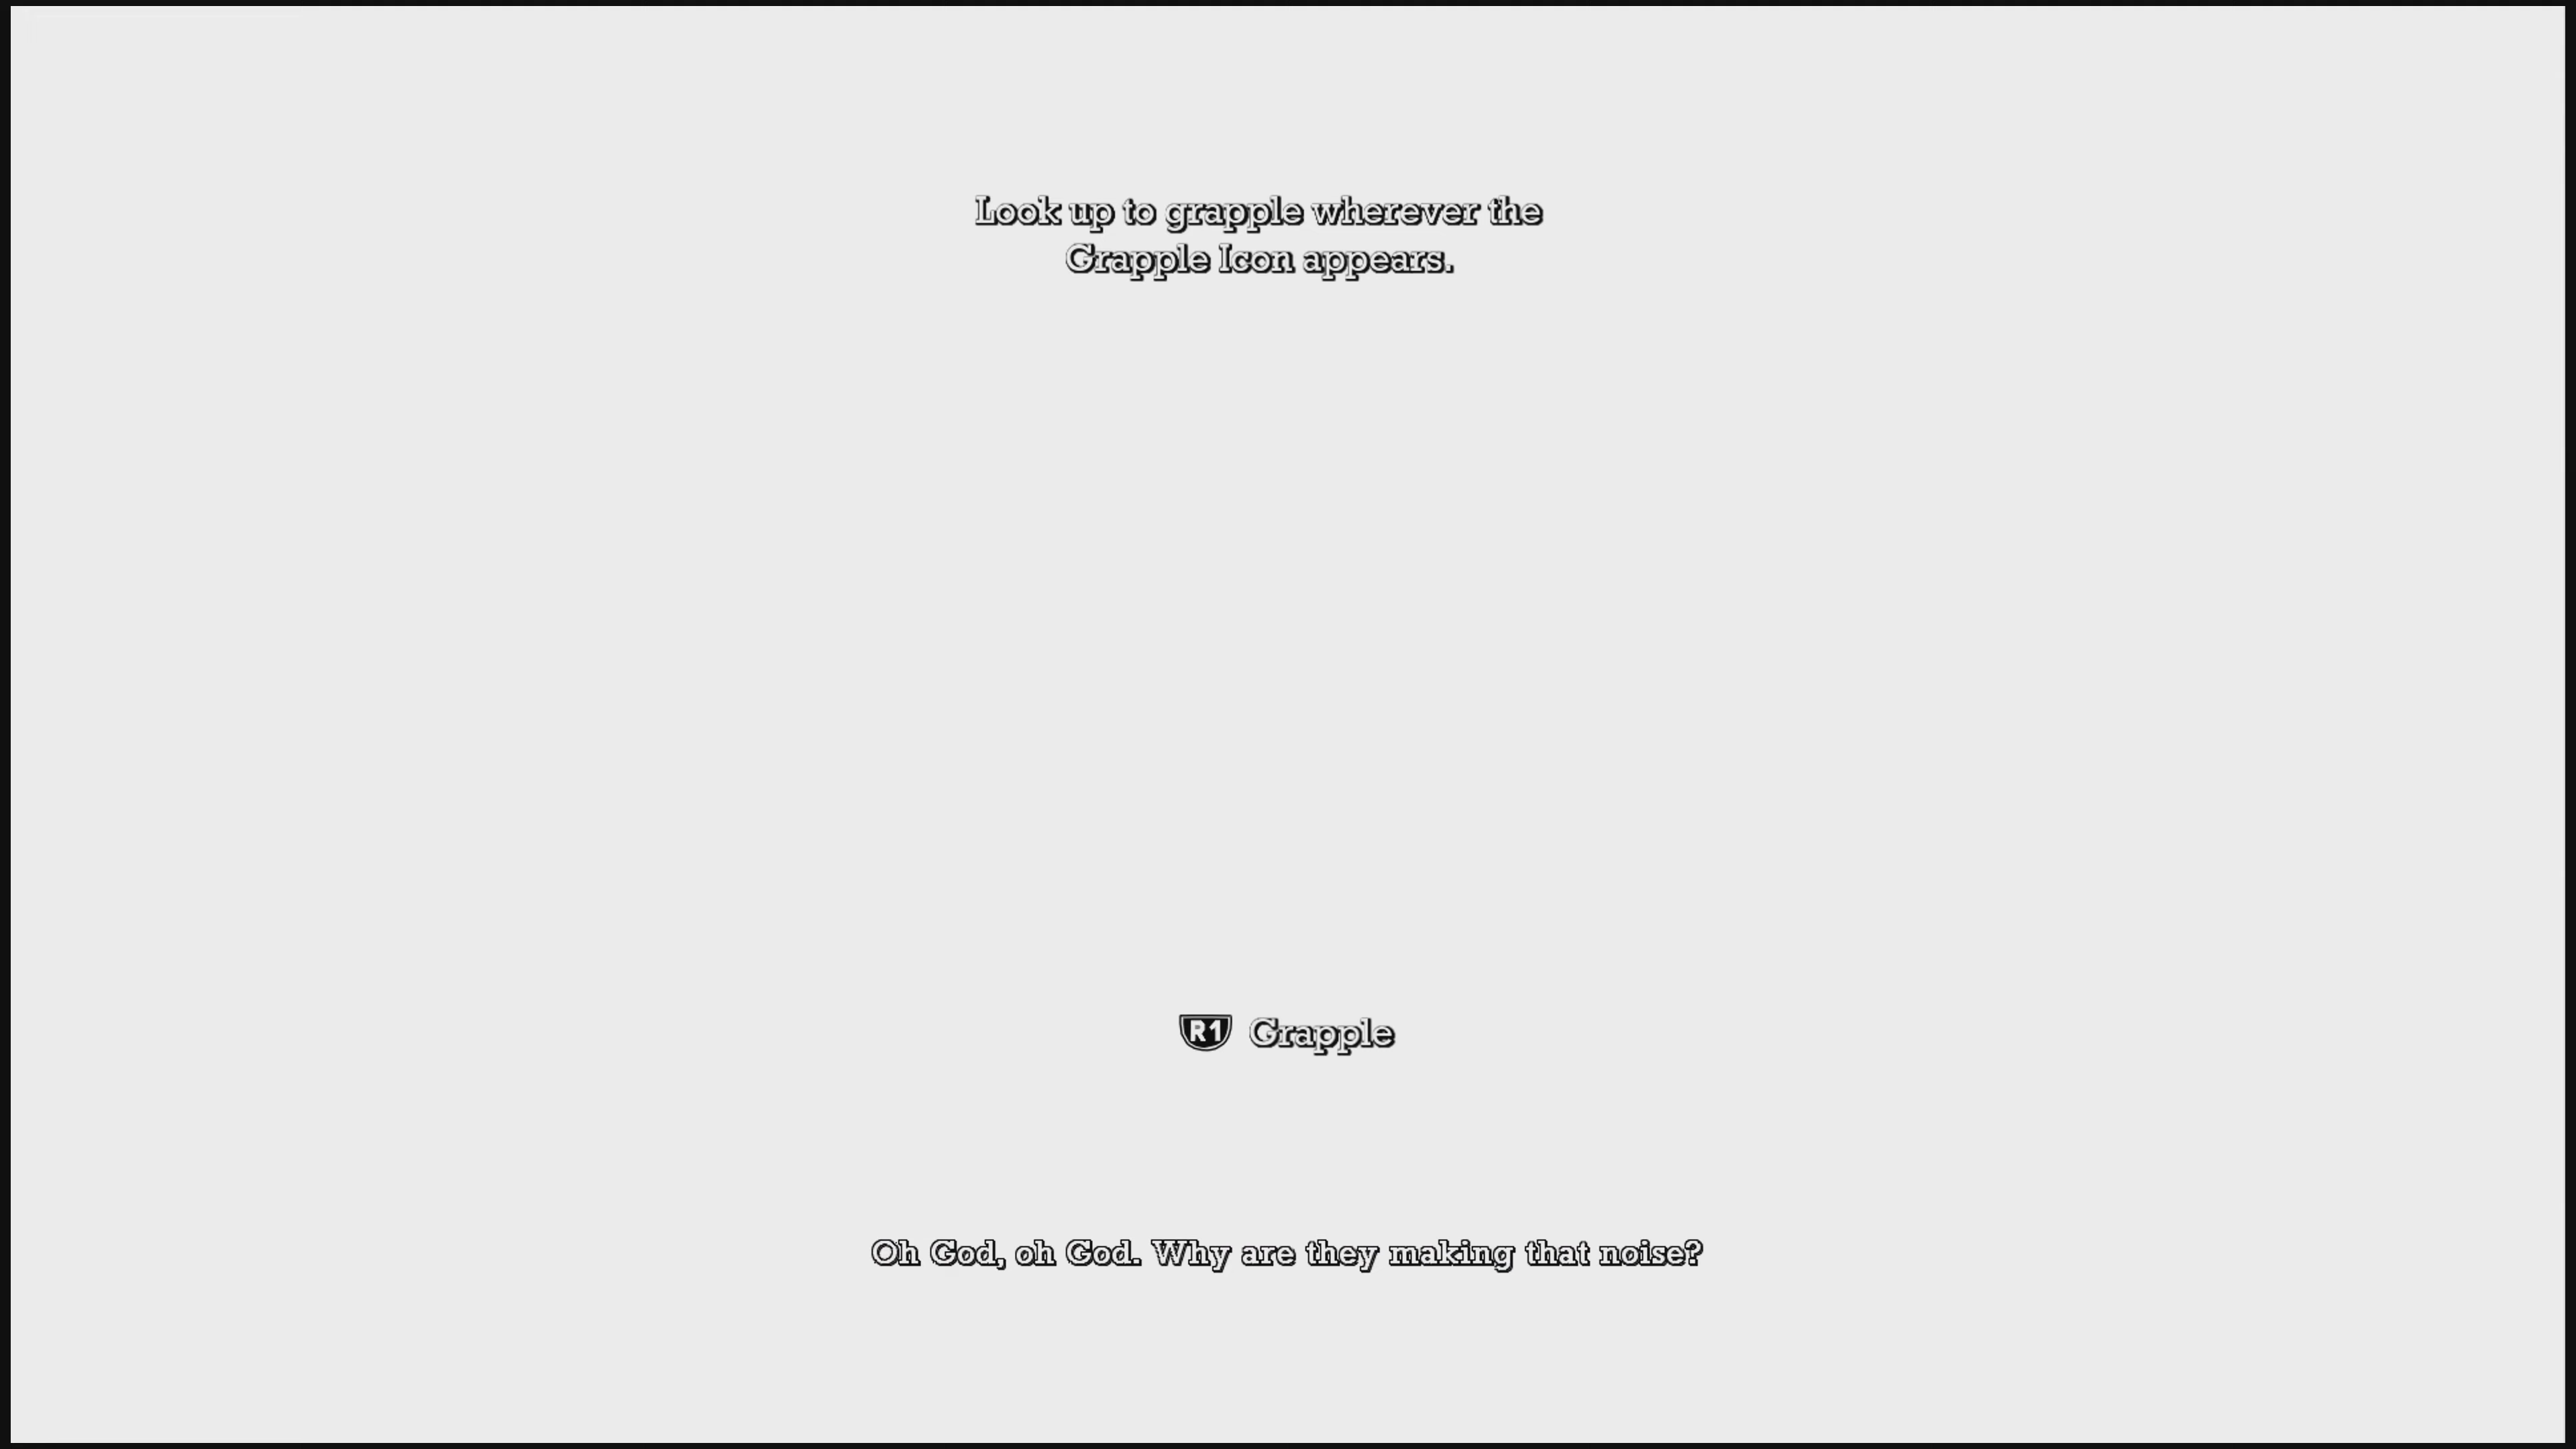 Look up to grapple wherever the
Grapple Icon appears.
R1 Grapple
Oh God, oh God. Why are they making that noise?